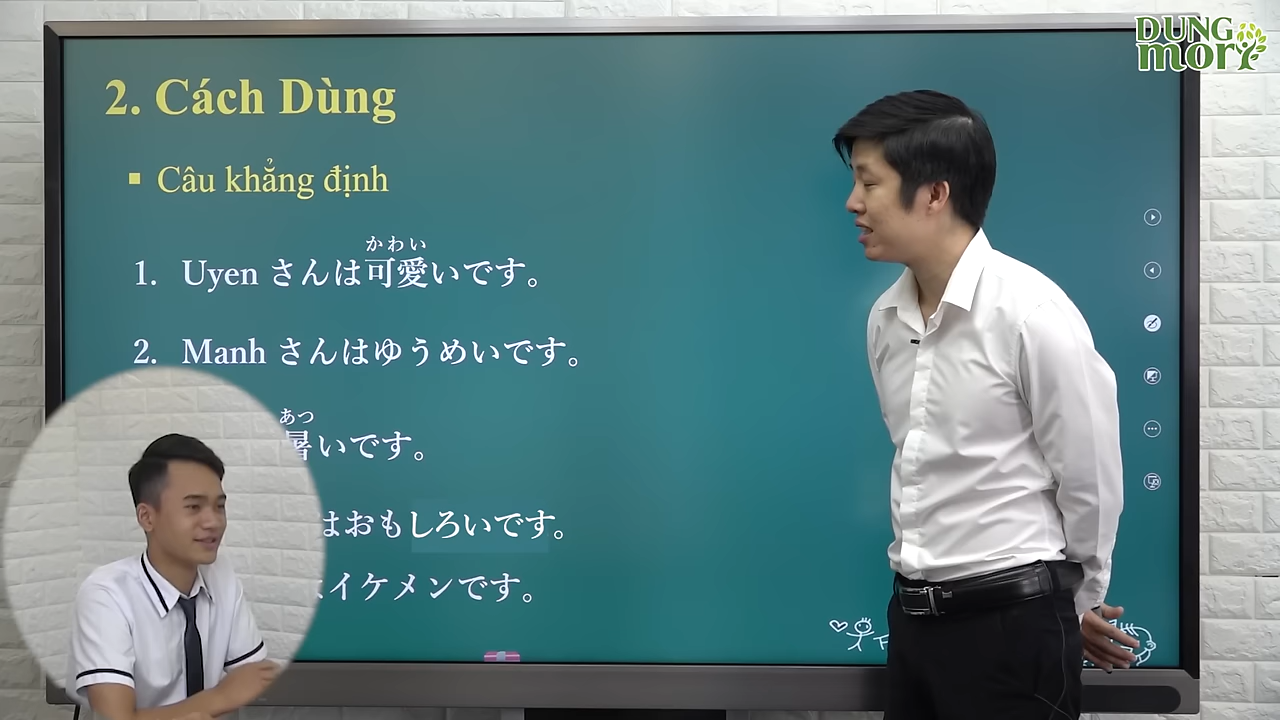 DUNG
mori
2. Cách Dùng
▪ Câu khẳng định
かわい
1. Uyen さんは可愛いです。
2. Manh さんはゆうめいです。
あつ
暑いです。
はおもしろいです。
イケメンです。